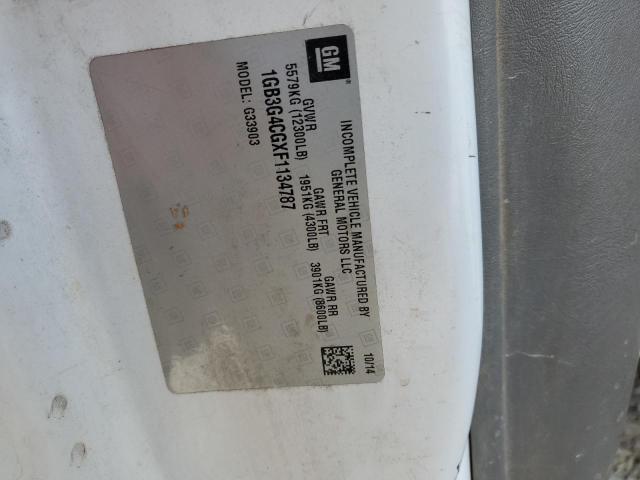 GM
INCOMPLETE VEHICLE MANUFACTURED BY
GENERAL MOTORS LLC
10/14
GVWR GAWR FRT GAWR RR
5579KG (12300LB) 1951KG (4300LB) 3901KG (8600LB)
1GB3G4CGXF1134787
MODEL: G33903